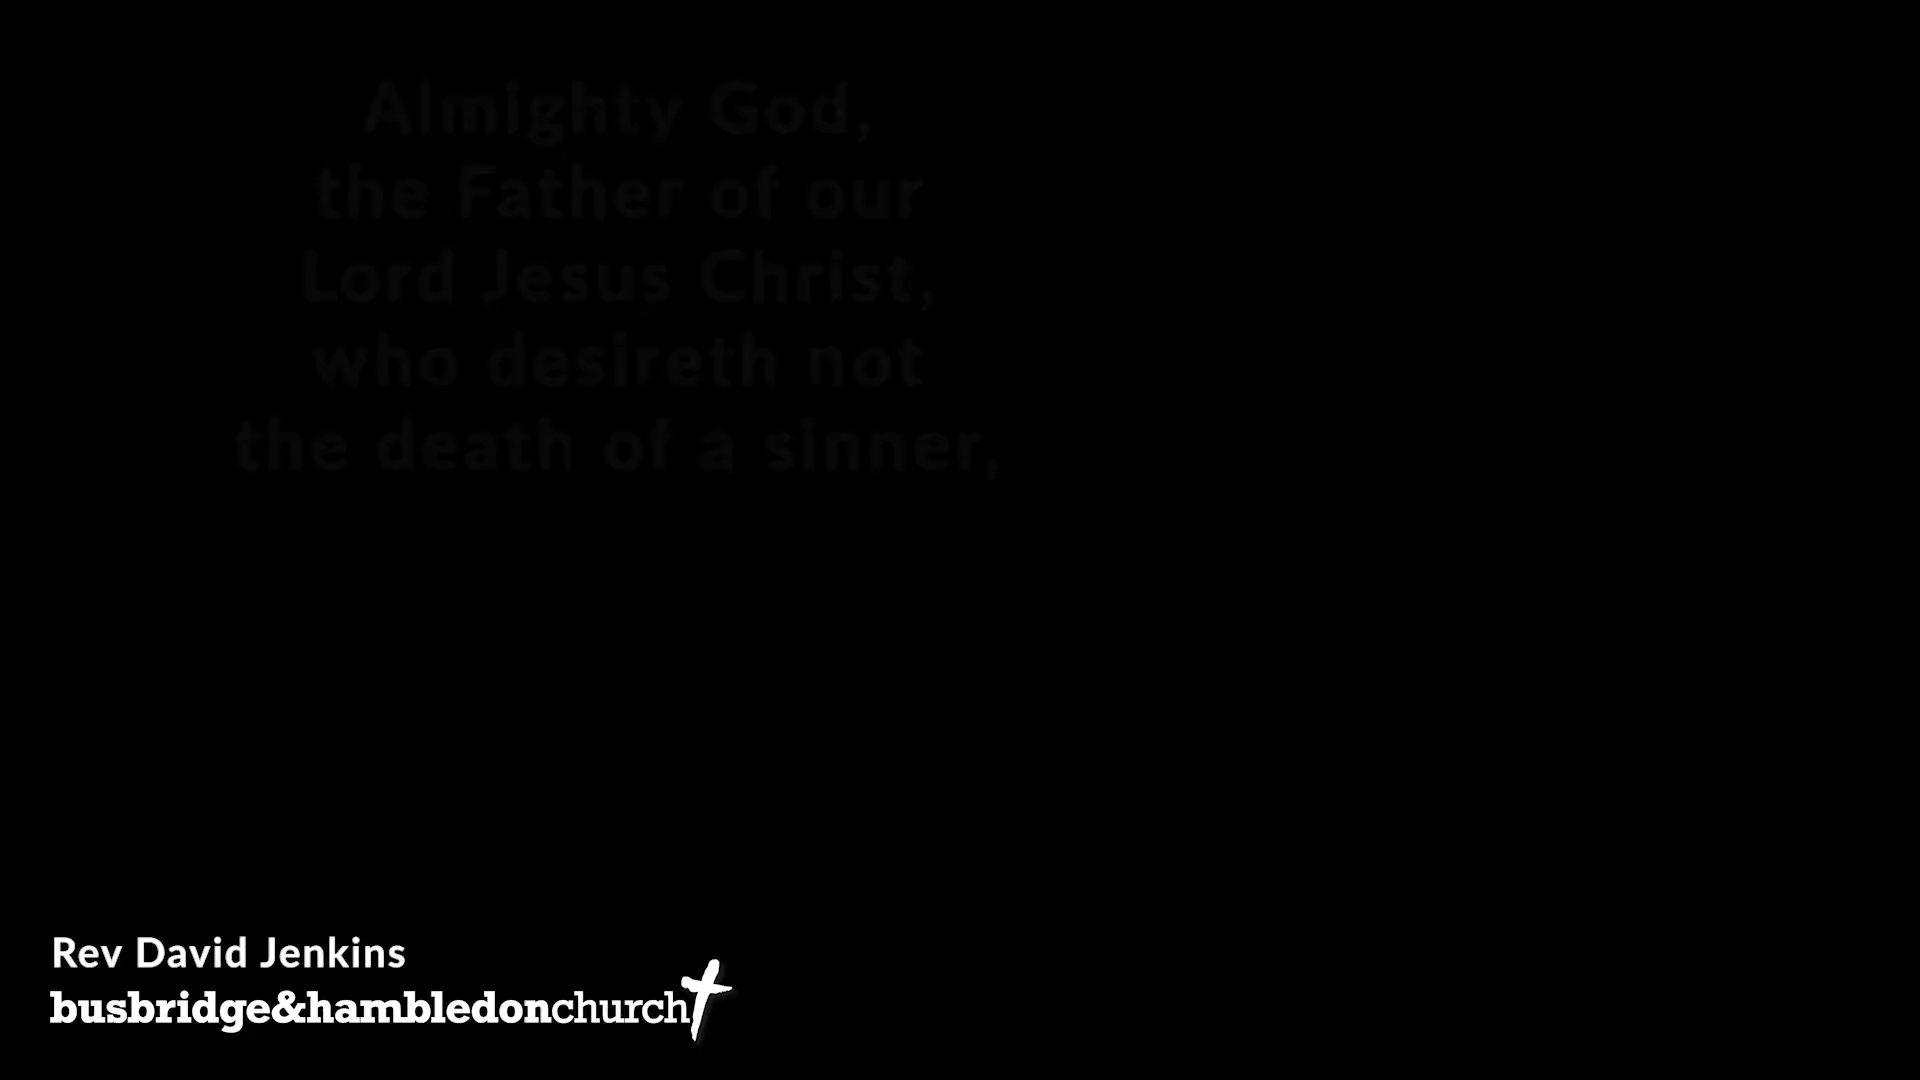 Almighty God,
the Father of our
Lord Jesus Christ,
who desireth not
the death of a sinner,
Rev David Jenkins
busbridge&hambledonchurch